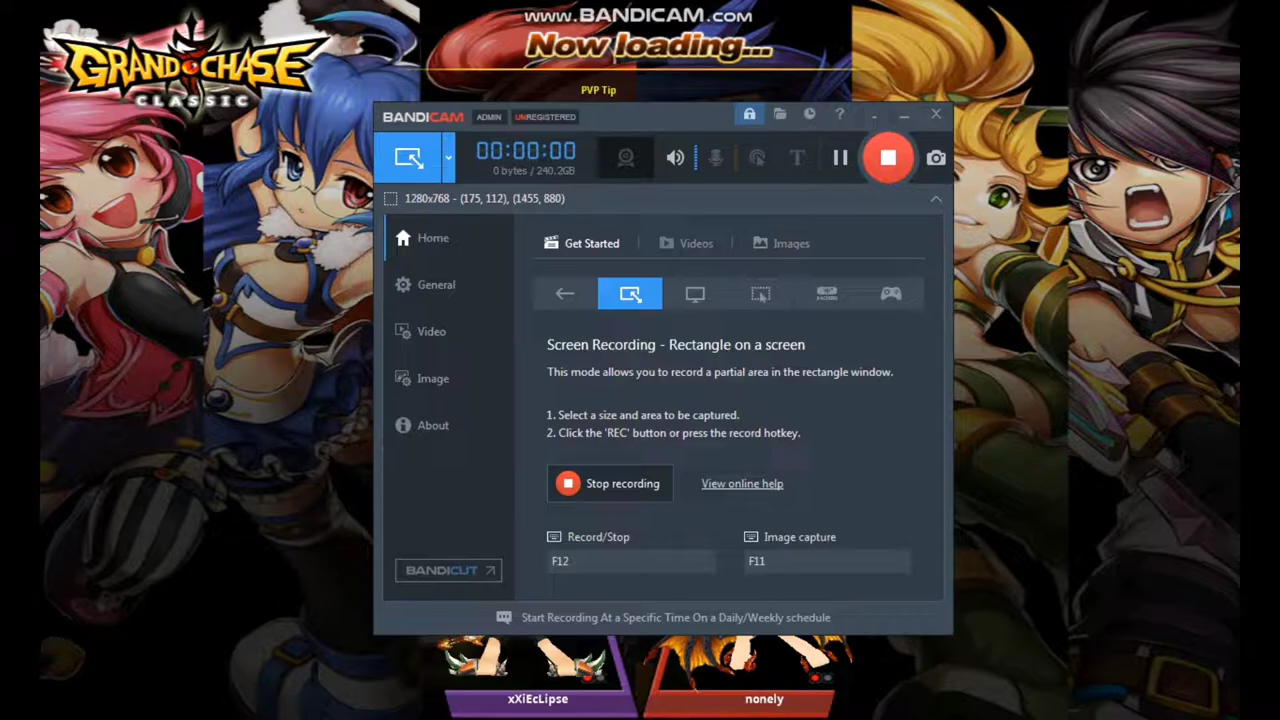 www.BANDICAM.com
GRAND CHASE
CLASSIC
Now loading...
PVP Tip
BANDICAM ADMIN UNREGISTERED
?
00:00:00
0 bytes / 240.2GB
T
1280x768 - (175, 112), (1455, 880)
Home
General
Video
Image
About
BANDICUT
Get Started
Videos
Images
Screen Recording - Rectangle on a screen
This mode allows you to record a partial area in the rectangle window.
1. Select a size and area to be captured.
2. Click the 'REC' button or press the record hotkey.
Stop recording
View online help
Record/Stop
Image capture
F12
F11
Start Recording At a Specific Time On a Daily/Weekly schedule
xXiEcLipse
nonely